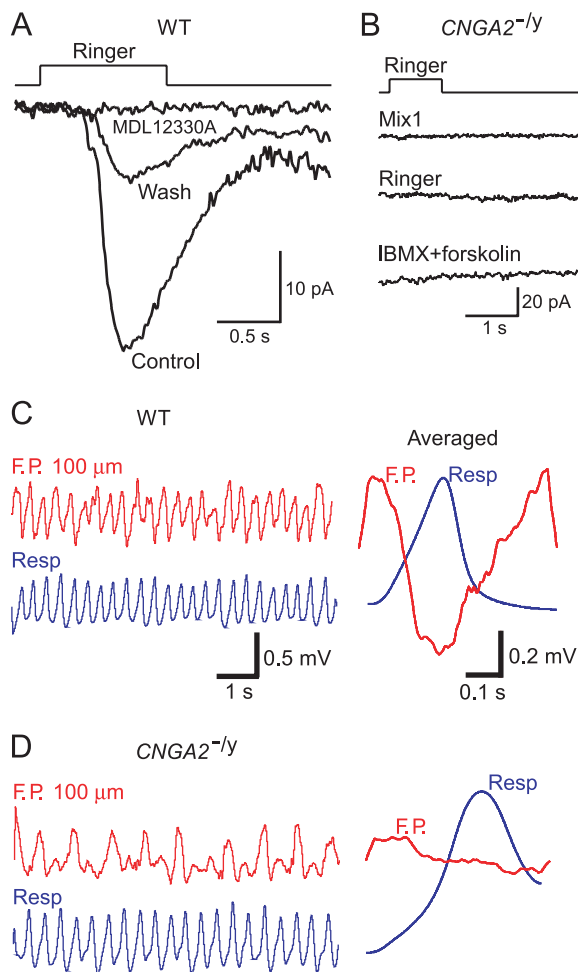 A WT
Ringer
MDL12330A
Wash
Control
10 pA
0.5 s
B CNGA2-/y
Ringer
Mix1
Ringer
IBMX+forskolin
20 pA
1 s
C WT
F.P. 100 μm
Resp
0.5 mV
1 s
Averaged
F.P.
Resp
0.2 mV
0.1 s
D CNGA2-/y
F.P. 100 μm
Resp
Resp
F.P.